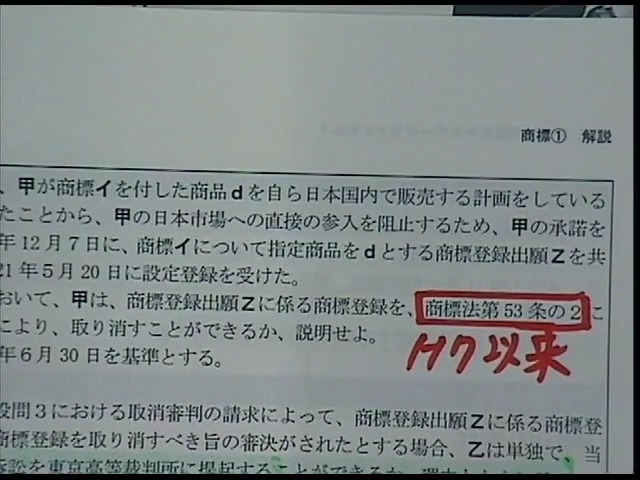 商標① 解説
、甲が商標イを付した商品dを自ら日本国内で販売する計画をしている
たことから、甲の日本市場への直接の参入を阻止するため、甲の承諾を
年12月7日に、商標イについて指定商品をdとする商標登録出願Zを共
21年5月20日に設定登録を受けた。
おいて、甲は、商標登録出願Zに係る商標登録を、商標法第53条の2に
により、取り消すことができるか、説明せよ。
H7以来
年6月30日を基準とする。
設問3における取消審判の請求によって、商標登録出願Zに係る商標登
商標登録を取り消すべき旨の審決がされたとする場合、乙は単独で、当
訴訟を東京高等裁判所に提起することができるか